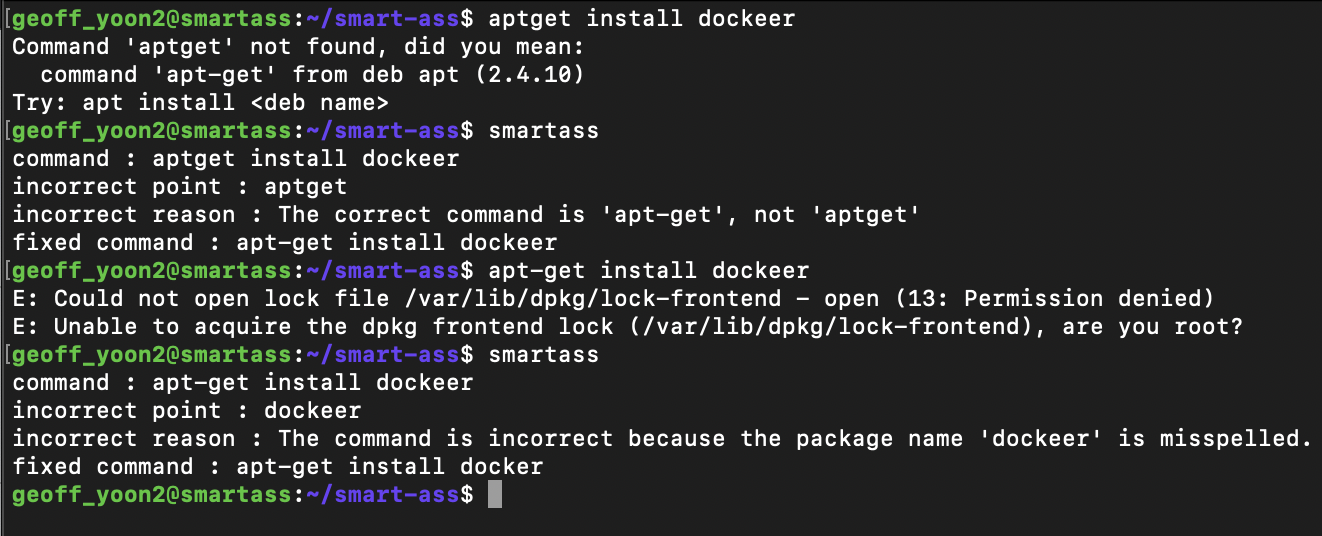 [geoff_yoon2@smartass:~/smart-ass$ aptget install dockeer
Command 'aptget' not found, did you mean:
  command 'apt-get' from deb apt (2.4.10)
Try: apt install <deb name>
[geoff_yoon2@smartass:~/smart-ass$ smartass
command : aptget install dockeer
incorrect point : aptget
incorrect reason : The correct command is 'apt-get', not 'aptget'
fixed command : apt-get install dockeer
[geoff_yoon2@smartass:~/smart-ass$ apt-get install dockeer
E: Could not open lock file /var/lib/dpkg/lock-frontend - open (13: Permission denied)
E: Unable to acquire the dpkg frontend lock (/var/lib/dpkg/lock-frontend), are you root?
[geoff_yoon2@smartass:~/smart-ass$ smartass
command : apt-get install dockeer
incorrect point : dockeer
incorrect reason : The command is incorrect because the package name 'dockeer' is misspelled.
fixed command : apt-get install docker
geoff_yoon2@smartass:~/smart-ass$